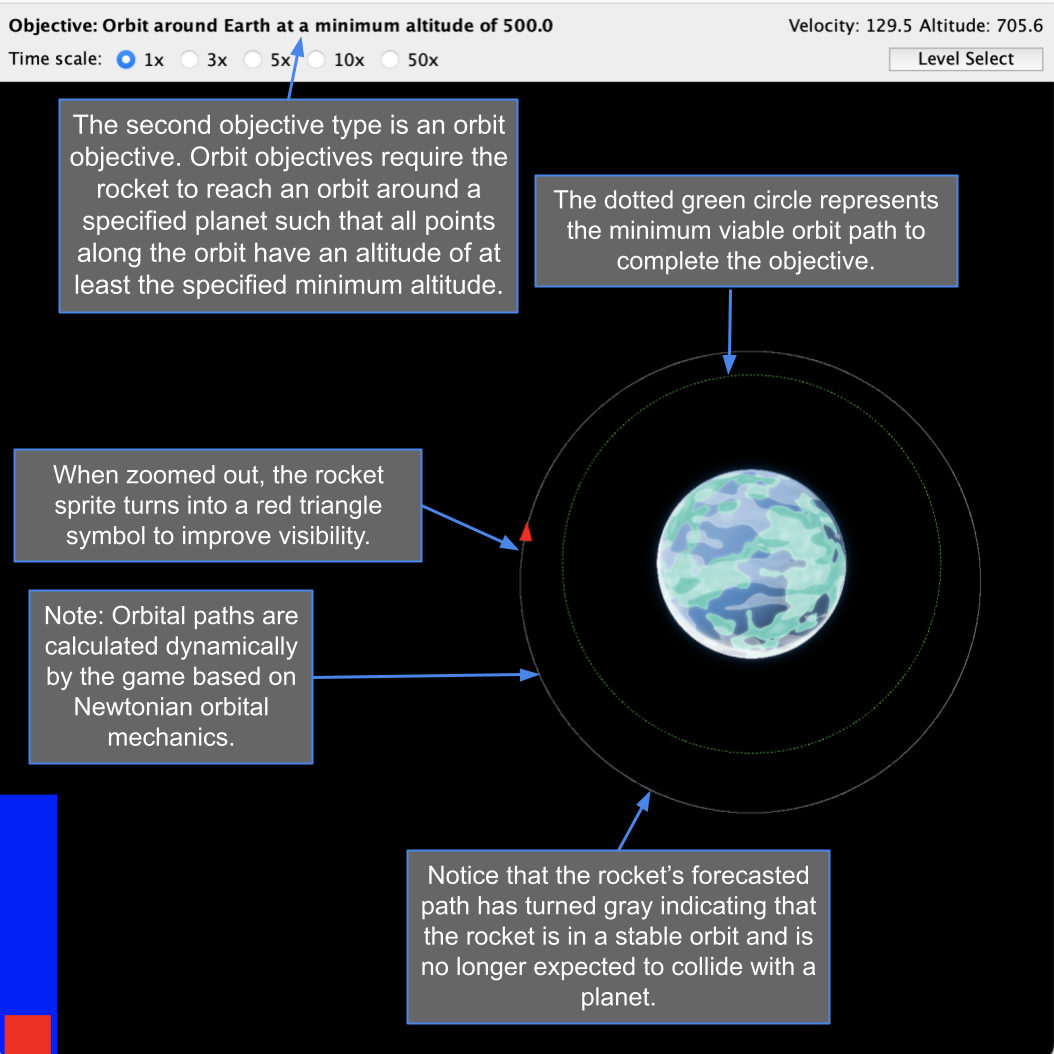 Objective: Orbit around Earth at a minimum altitude of 500.0
Velocity: 129.5 Altitude: 705.6
Time scale: 1x 3x 5x 10x 50x
Level Select
The second objective type is an orbit
objective. Orbit objectives require the
rocket to reach an orbit around a
specified planet such that all points
along the orbit have an altitude of at
least the specified minimum altitude.
The dotted green circle represents
the minimum viable orbit path to
complete the objective.
When zoomed out, the rocket
sprite turns into a red triangle
symbol to improve visibility.
Note: Orbital paths are
calculated dynamically
by the game based on
Newtonian orbital
mechanics.
Notice that the rocket’s forecasted
path has turned gray indicating that
the rocket is in a stable orbit and is
no longer expected to collide with a
planet.